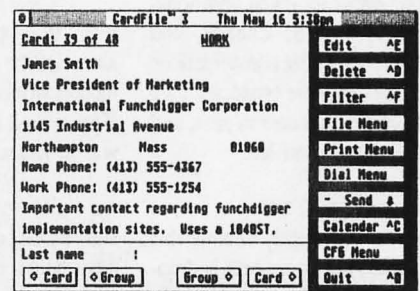 CardFile™ 3 Thu May 16 5:38pm
Card: 39 of 48 WORK
James Smith
Vice President of Marketing
International Funchdigger Corporation
1145 Industrial Avenue
Northampton Mass 01060
Home Phone: (413) 555-4367
Work Phone: (413) 555-1254
Important contact regarding funchdigger
implementation sites. Uses a 1040ST.
Last name :
◇ Card ◇ Group Group ◇ Card ◇
Edit ^E
Delete ^D
Filter ^F
File Menu
Print Menu
Dial Menu
- Send ⇩
Calendar ^C
CFG Menu
Quit ^Q